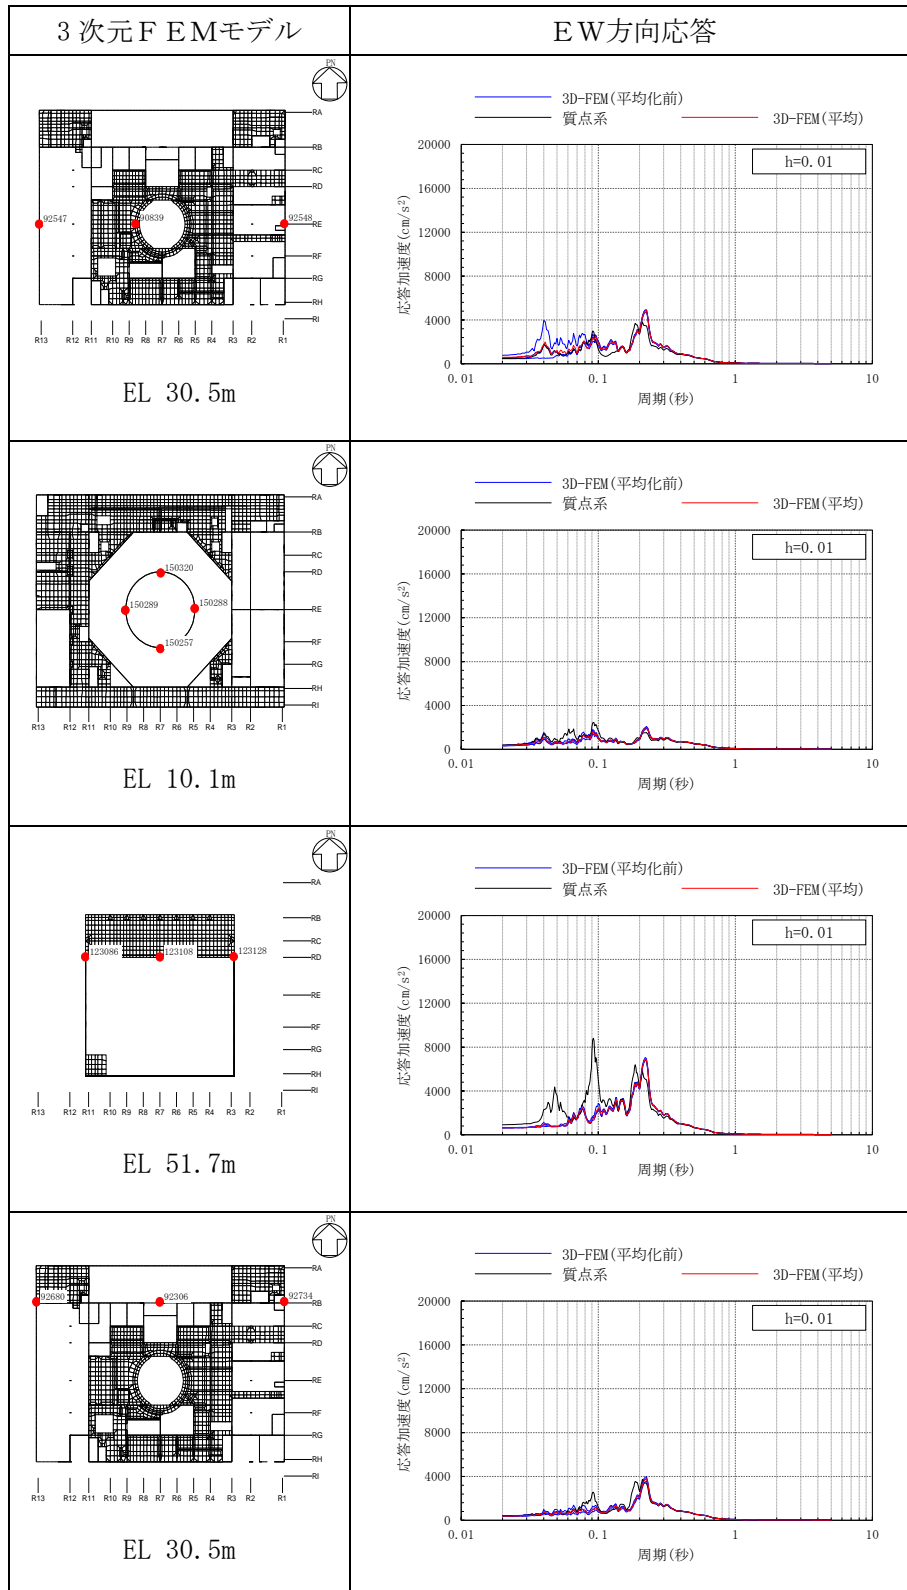 3次元FEMモデル
EW方向応答
PN
RA
RB
RC
RD
92547 90839 92548
RE
RF
RG
RH
RI
R13 R12 R11 R10 R9 R8 R7 R6 R5 R4 R3 R2 R1
EL 30.5m
3D-FEM(平均化前)
質点系 3D-FEM(平均)
h=0.01
応答加速度(cm/s²)
20000
16000
12000
8000
4000
0
0.01 0.1 1 10
周期(秒)
PN
RA
RB
RC
150320
RD
150289 150288
RE
150257
RF
RG
RH
RI
R13 R12 R11 R10 R9 R8 R7 R6 R5 R4 R3 R2 R1
EL 10.1m
3D-FEM(平均化前)
質点系 3D-FEM(平均)
h=0.01
応答加速度(cm/s²)
20000
16000
12000
8000
4000
0
0.01 0.1 1 10
周期(秒)
PN
RA
RB
RC
123086 123108 123128
RD
RE
RF
RG
RH
RI
R13 R12 R11 R10 R9 R8 R7 R6 R5 R4 R3 R2 R1
EL 51.7m
3D-FEM(平均化前)
質点系 3D-FEM(平均)
h=0.01
応答加速度(cm/s²)
20000
16000
12000
8000
4000
0
0.01 0.1 1 10
周期(秒)
PN
RA
92680 92306 92734
RB
RC
RD
RE
RF
RG
RH
RI
R13 R12 R11 R10 R9 R8 R7 R6 R5 R4 R3 R2 R1
EL 30.5m
3D-FEM(平均化前)
質点系 3D-FEM(平均)
h=0.01
応答加速度(cm/s²)
20000
16000
12000
8000
4000
0
0.01 0.1 1 10
周期(秒)